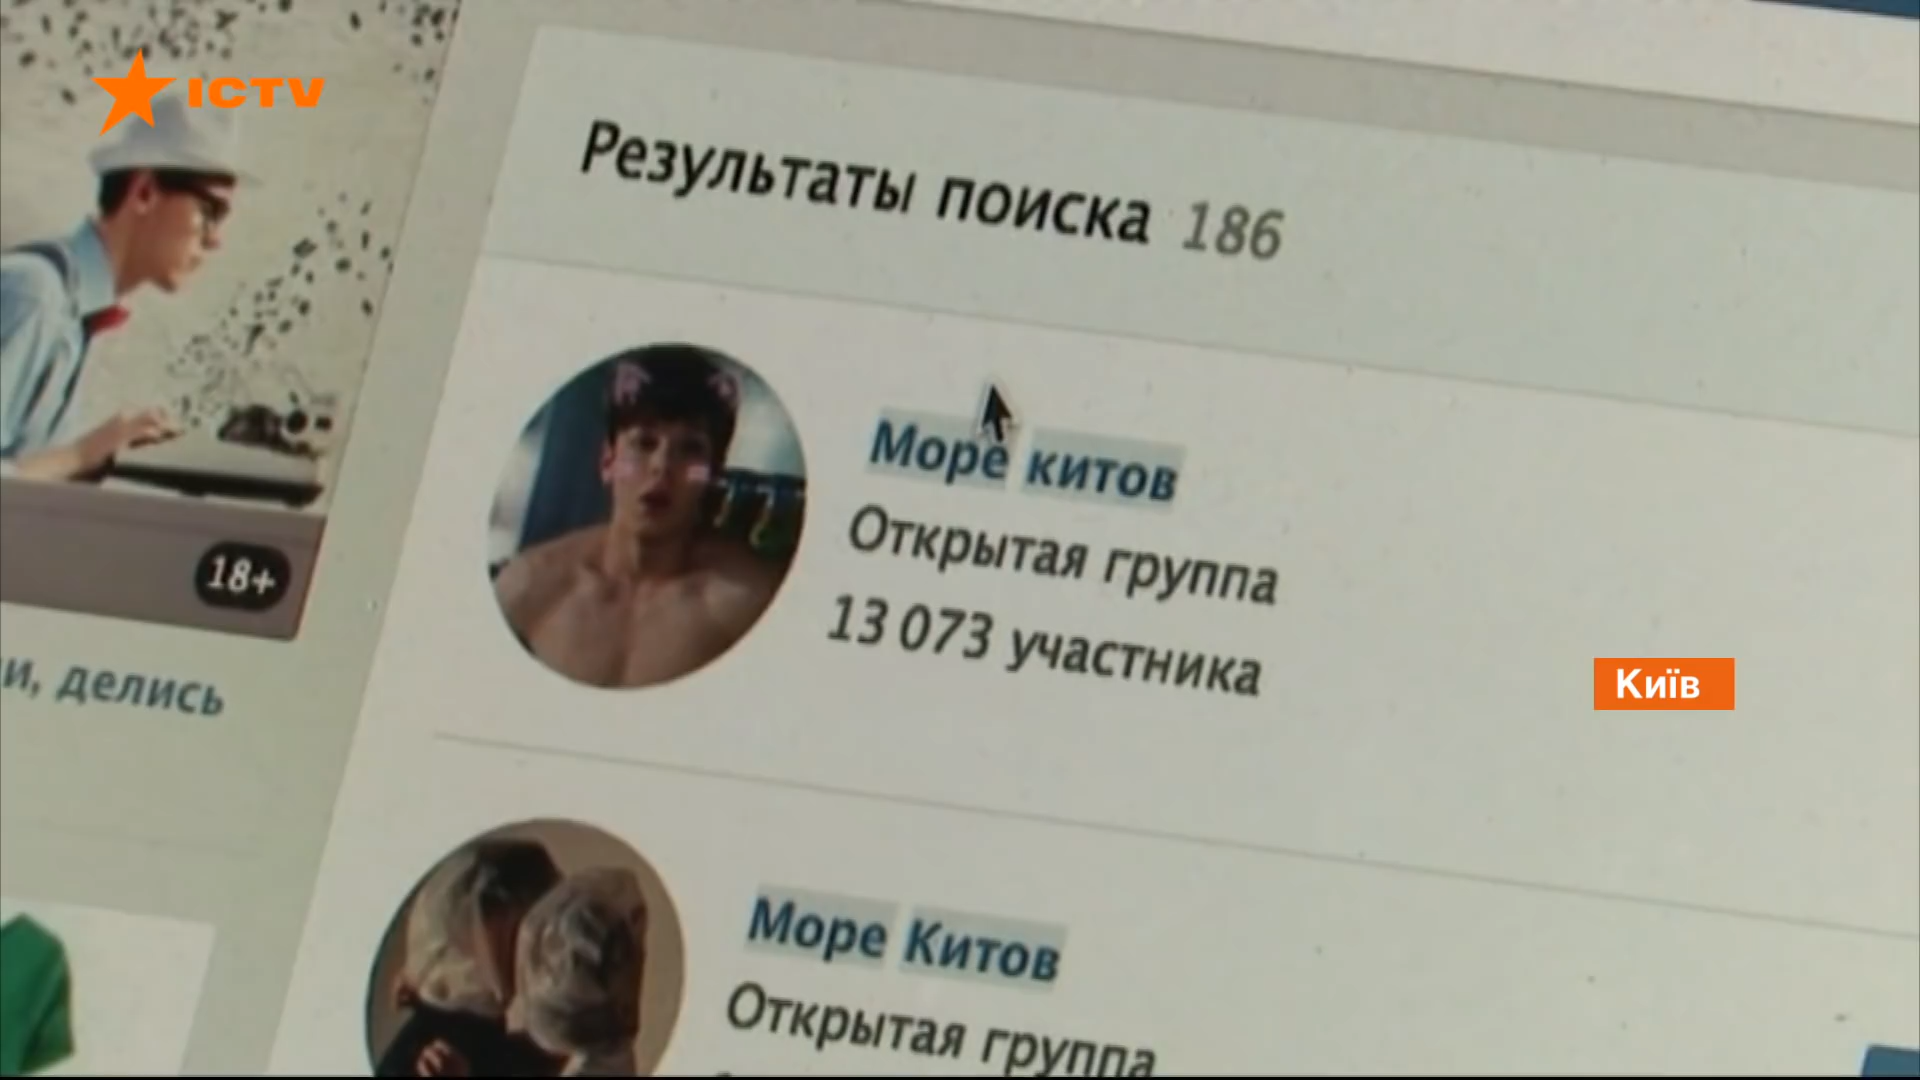 ICTV
Результаты поиска 186
Море китов
Открытая группа
13 073 участника
18+
и, делись
Київ
Море Китов
Открытая группа